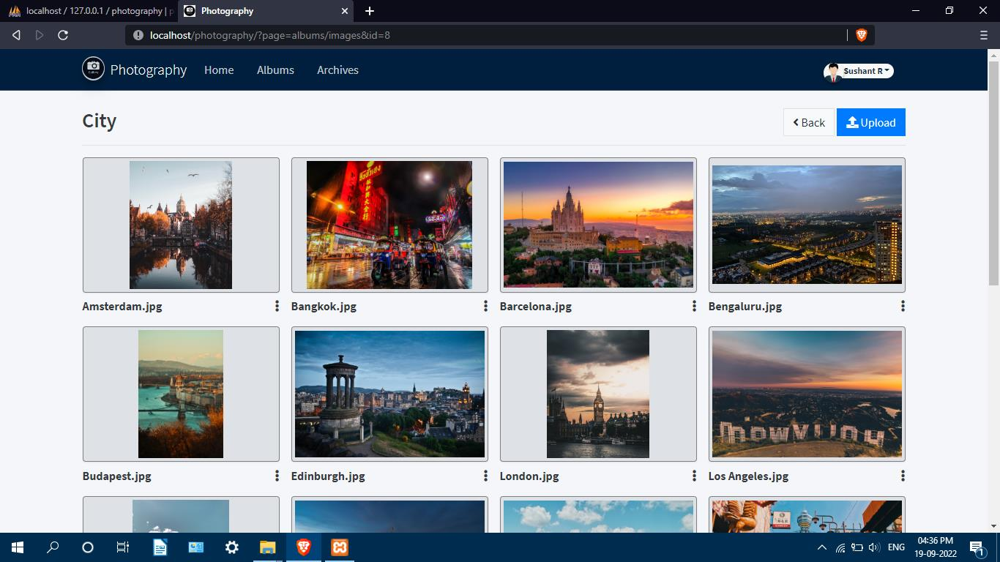 localhost / 127.0.0.1 / photography | p
Photography
localhost/photography/?page=albums/images&id=8
Photography
Home
Albums
Archives
Sushant R
City
Back
Upload
Amsterdam.jpg
Bangkok.jpg
Barcelona.jpg
Bengaluru.jpg
Budapest.jpg
Edinburgh.jpg
London.jpg
Los Angeles.jpg
ENG
04:36 PM
19-09-2022
1